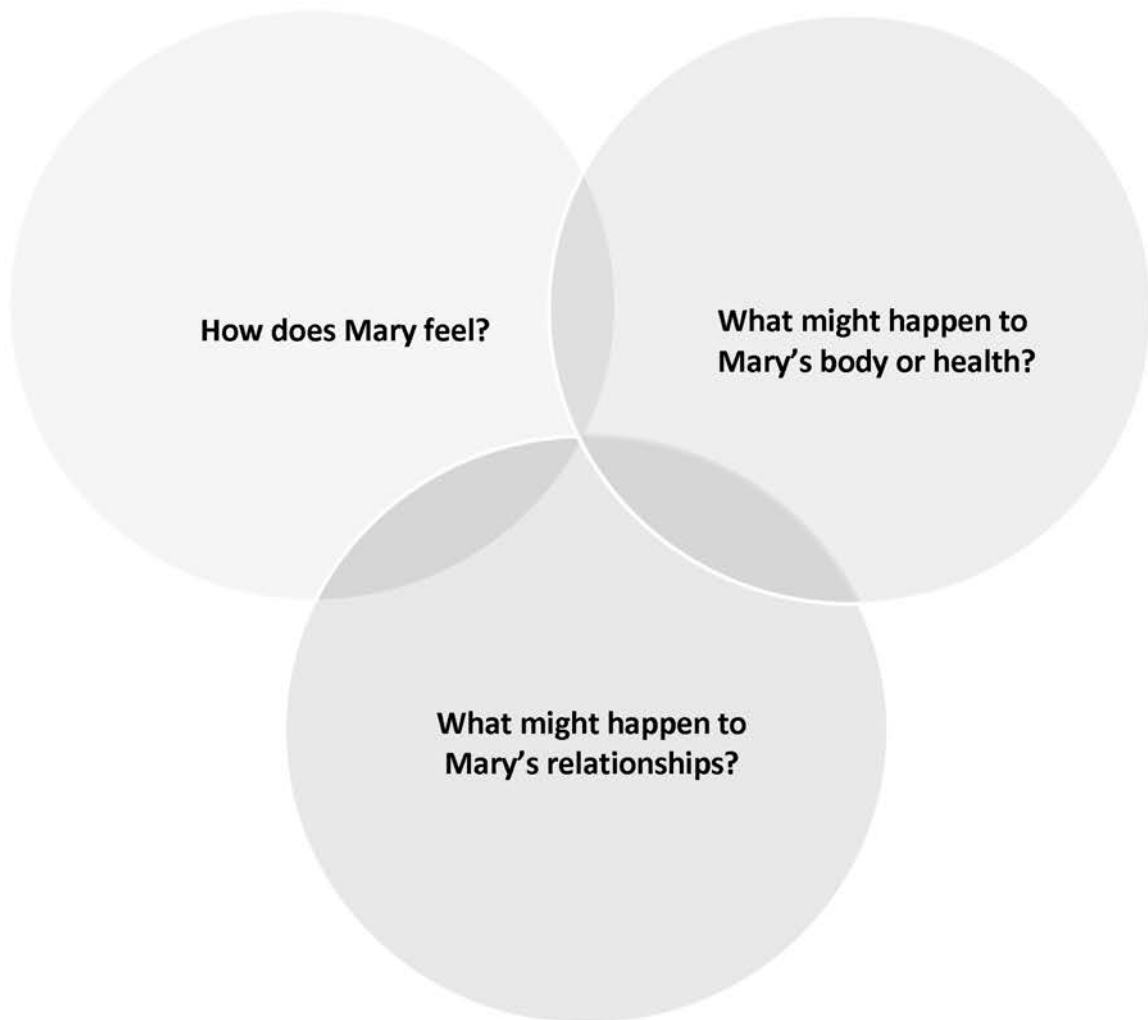 How does Mary feel?
What might happen to
Mary’s body or health?
What might happen to
Mary’s relationships?